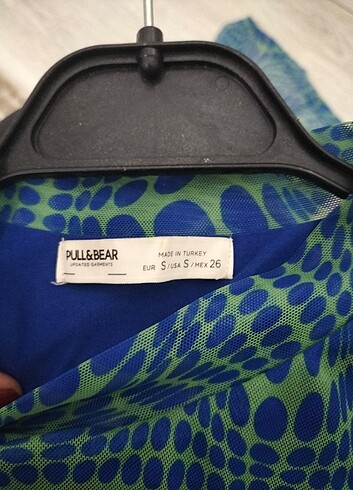 PULL&BEAR
UPDATED GARMENTS
MADE IN TURKEY
EUR S/USA S/MEX 26